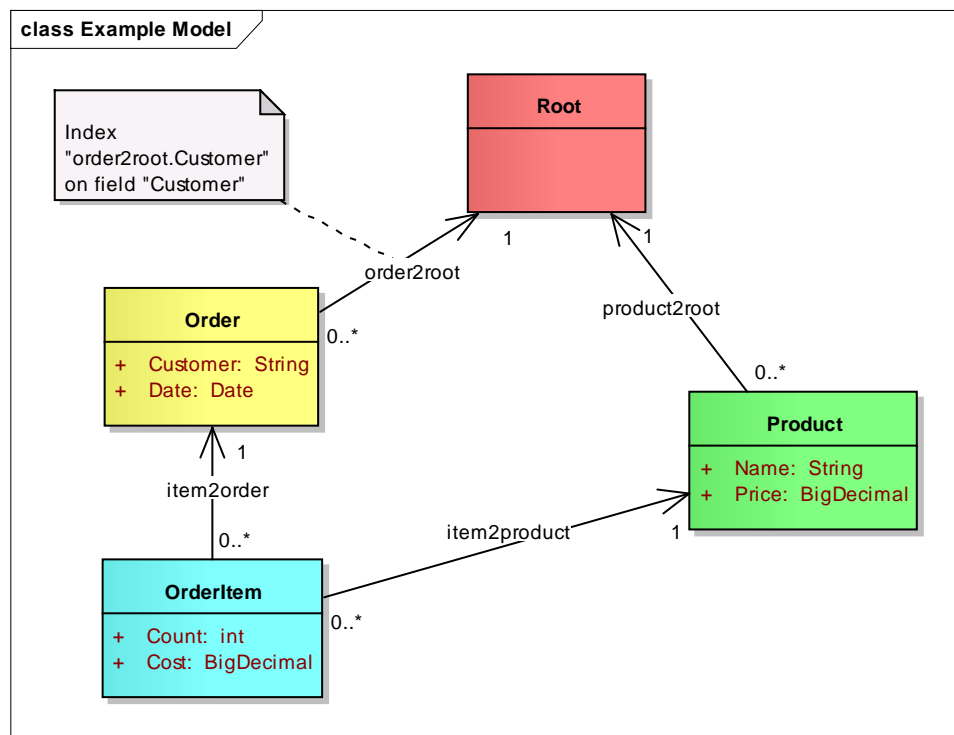 class Example Model
Root
Index
"order2root.Customer"
on field "Customer"
1
1
order2root
product2root
Order
0..*
+ Customer: String
+ Date: Date
0..*
Product
1
+ Name: String
+ Price: BigDecimal
item2order
item2product
1
0..*
OrderItem
0..*
+ Count: int
+ Cost: BigDecimal